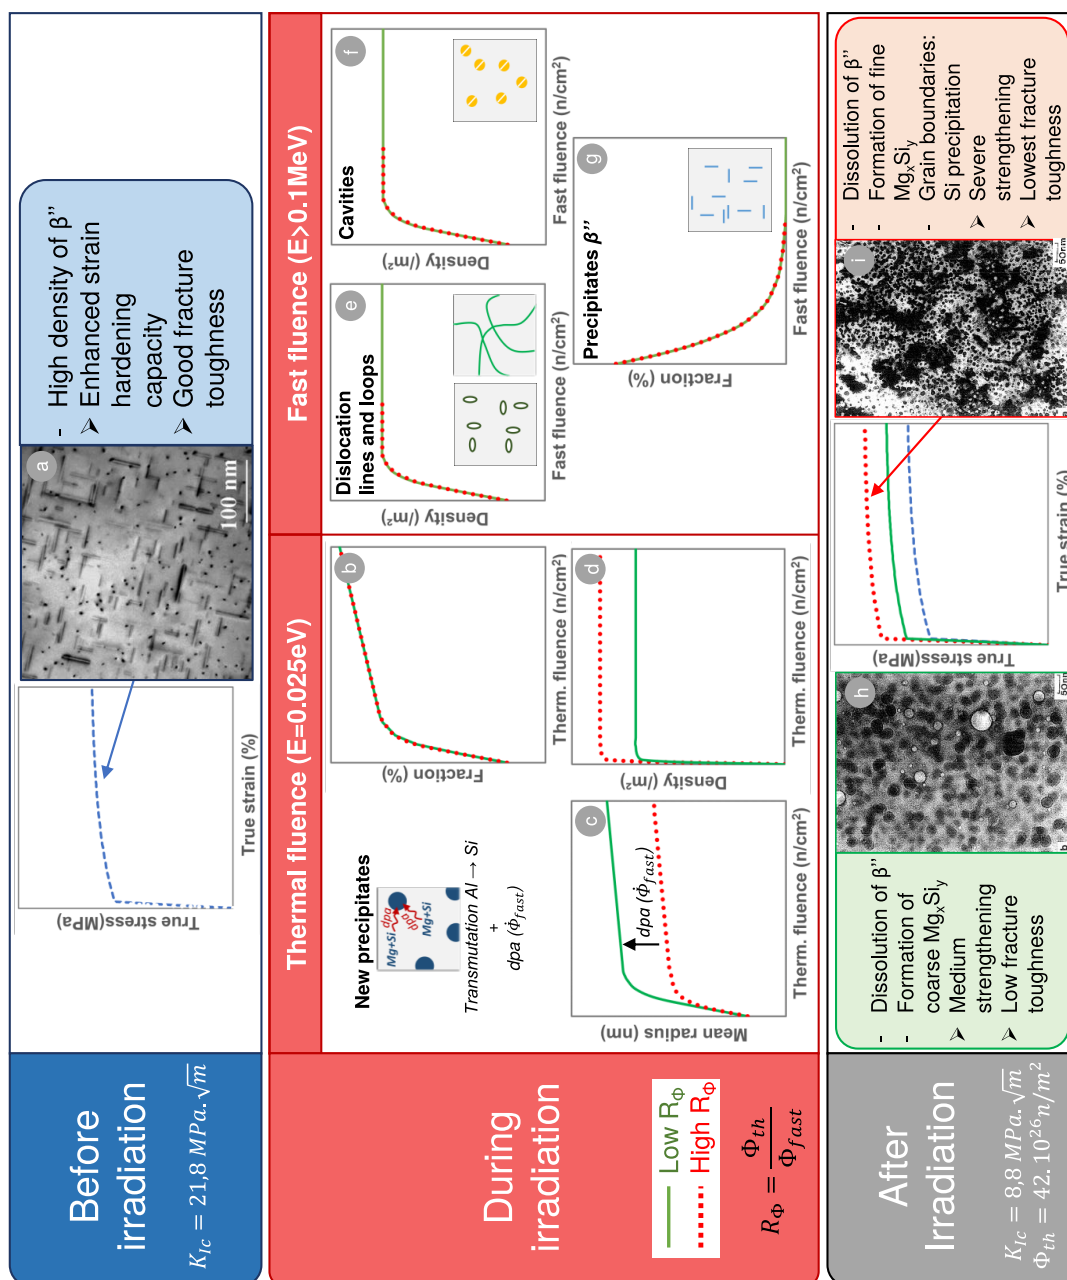 Before
irradiation
K_Ic = 21,8 MPa.√m
True stress(MPa)
True strain (%)
a
100 nm
- High density of β’’
➢ Enhanced strain
hardening
capacity
➢ Good fracture
toughness
During
irradiation
Low R_Φ
High R_Φ
R_Φ = Φ_th / Φ_fast
Thermal fluence (E=0.025eV)
New precipitates
Mg+Si
dpa
dpa
Mg+Si
Transmutation Al → Si
+
dpa (Φ̇_fast)
b
Fraction (%)
Therm. fluence (n/cm²)
c
Mean radius (nm)
dpa (Φ̇_fast)
Therm. fluence (n/cm²)
d
Density(/m²)
Therm. fluence (n/cm²)
Fast fluence (E>0.1MeV)
Dislocation
lines and loops
e
Density(/m²)
Fast fluence (n/cm²)
Cavities
f
Density(/m²)
Fast fluence (n/cm²)
Precipitates β’’
g
Fraction (%)
Fast fluence (n/cm²)
After
Irradiation
K_Ic = 8,8 MPa.√m
Φ_th = 42.10²⁶n/m²
- Dissolution of β’’
- Formation of
coarse Mg_xSi_y
➢ Medium
strengthening
➢ Low fracture
toughness
h
b
50nm
True stress(MPa)
True strain (%)
i
50nm
- Dissolution of β’’
- Formation of fine
Mg_xSi_y
- Grain boundaries:
Si precipitation
➢ Severe
strengthening
➢ Lowest fracture
toughness